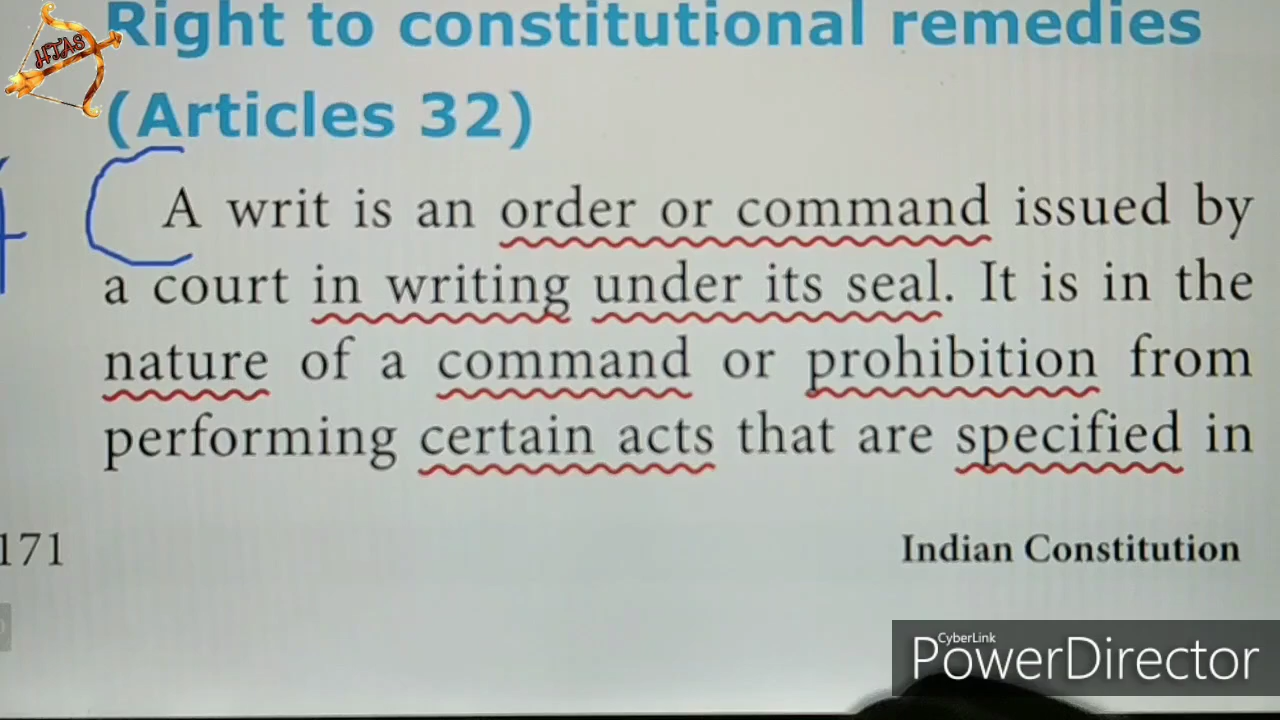 Right to constitutional remedies
HTAS
(Articles 32)
A writ is an order or command issued by
a court in writing under its seal. It is in the
nature of a command or prohibition from
performing certain acts that are specified in
171
Indian Constitution
CyberLink
PowerDirector